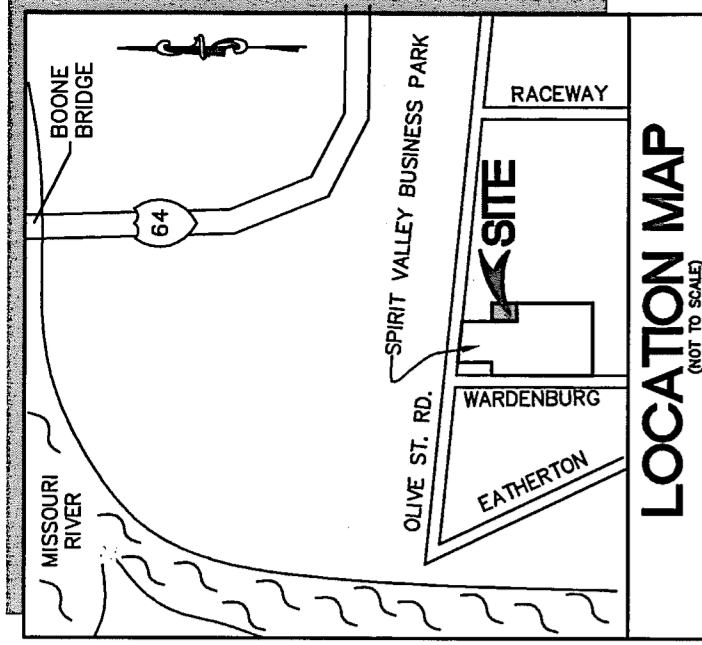 BOONE
BRIDGE
64
MISSOURI
RIVER
SPIRIT VALLEY BUSINESS PARK
OLIVE ST. RD.
RACEWAY
SITE
WARDENBURG
EATHERTON
LOCATION MAP
(NOT TO SCALE)